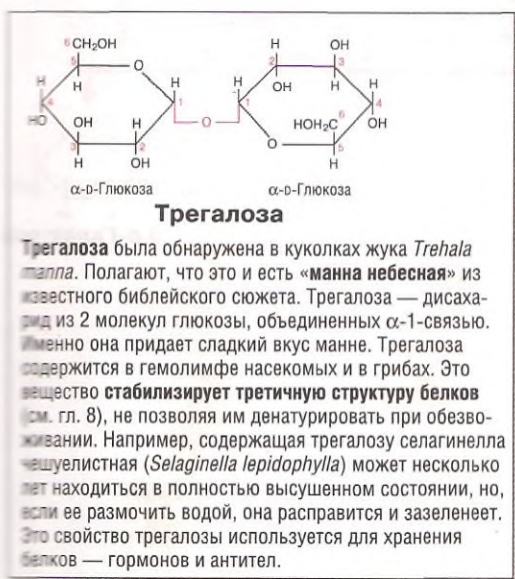 6 CH₂OH H OH
5 O 2 3
H H H H OH H H
4 1 1 4
HO OH H O HOH₂C 6 OH
3 2 O 5
H OH H
α-D-Глюкоза α-D-Глюкоза
Трегалоза
Трегалоза была обнаружена в куколках жука Trehala
manna. Полагают, что это и есть «манна небесная» из
известного библейского сюжета. Трегалоза — дисаха-
рид из 2 молекул глюкозы, объединенных α-1-связью.
Именно она придает сладкий вкус манне. Трегалоза
содержится в гемолимфе насекомых и в грибах. Это
вещество стабилизирует третичную структуру белков
(см. гл. 8), не позволяя им денатурировать при обезво-
живании. Например, содержащая трегалозу селагинелла
чешуелистная (Selaginella lepidophylla) может несколько
лет находиться в полностью высушенном состоянии, но,
если ее размочить водой, она расправится и зазеленеет.
Это свойство трегалозы используется для хранения
белков — гормонов и антител.